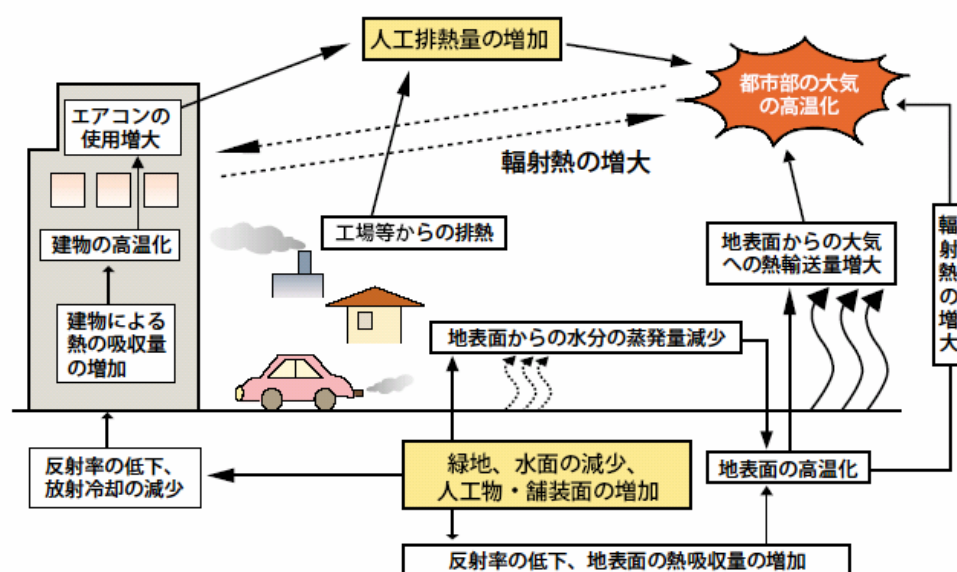 人工排熱量の増加
都市部の大気
の高温化
エアコンの
使用増大
輻射熱の増大
建物の高温化
工場等からの排熱
地表面からの大気
への熱輸送量増大
輻射熱の増大
建物による
熱の吸収量
の増加
地表面からの水分の蒸発量減少
反射率の低下、
放射冷却の減少
緑地、水面の減少、
人工物・舗装面の増加
地表面の高温化
反射率の低下、地表面の熱吸収量の増加